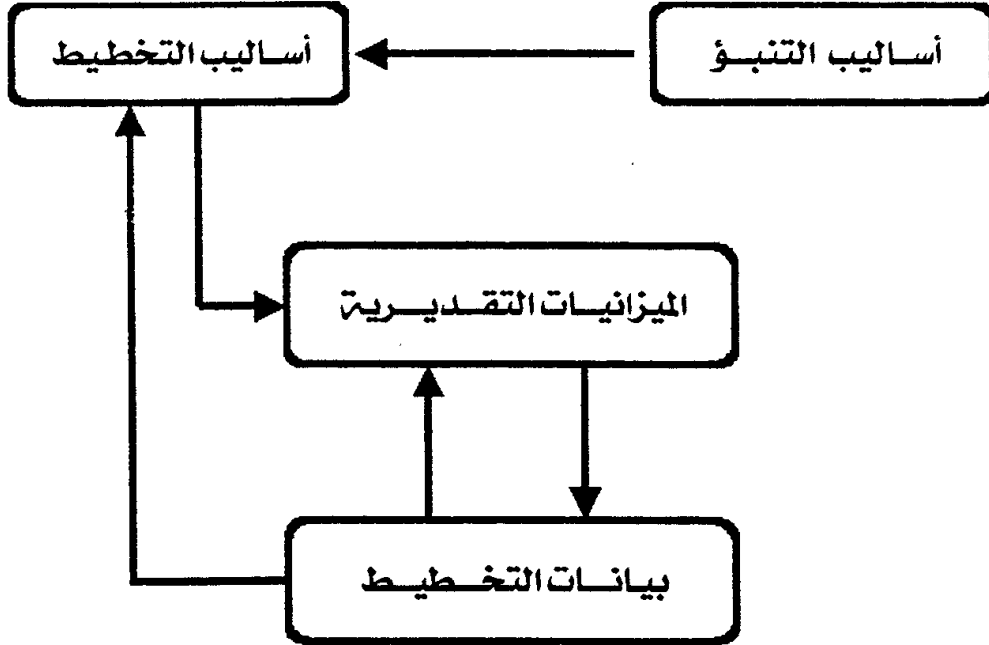 أساليب التنبؤ
أساليب التخطيط
الميزانيات التقديرية
بيانات التخطيط